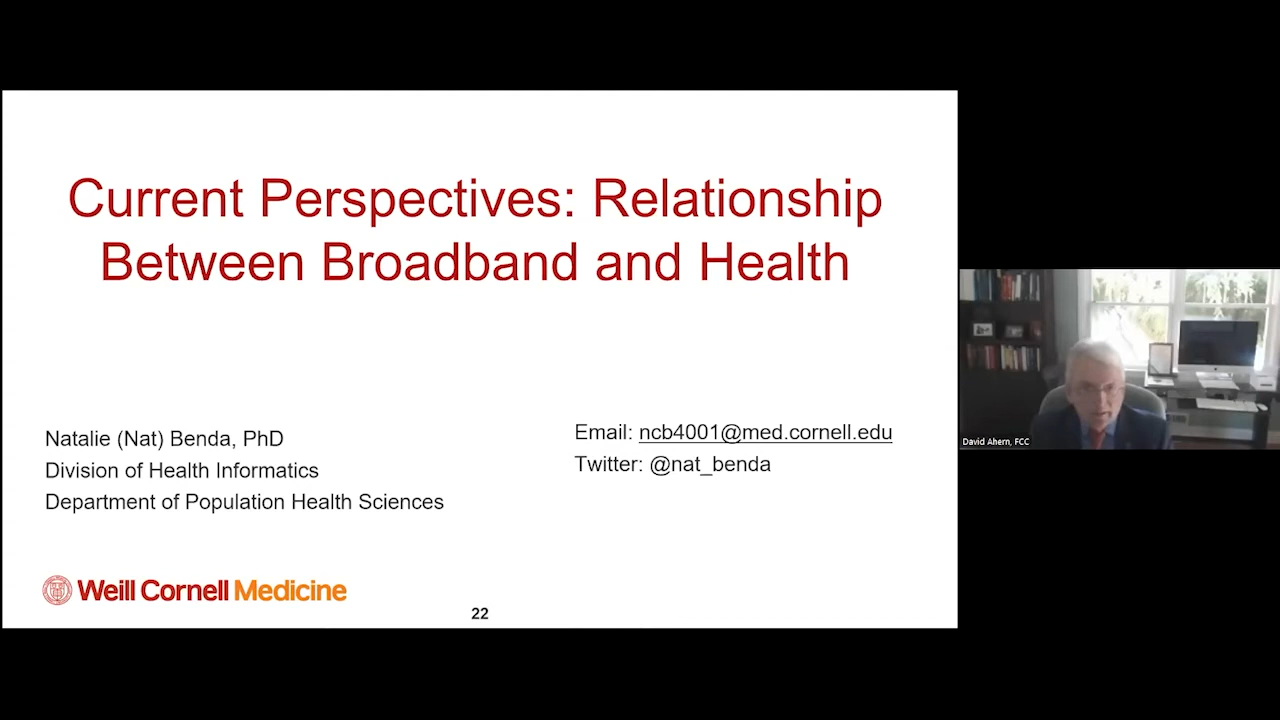 Current Perspectives: Relationship
Between Broadband and Health
Natalie (Nat) Benda, PhD
Division of Health Informatics
Department of Population Health Sciences
Email: ncb4001@med.cornell.edu
Twitter: @nat_benda
Weill Cornell Medicine
22
David Ahern, FCC